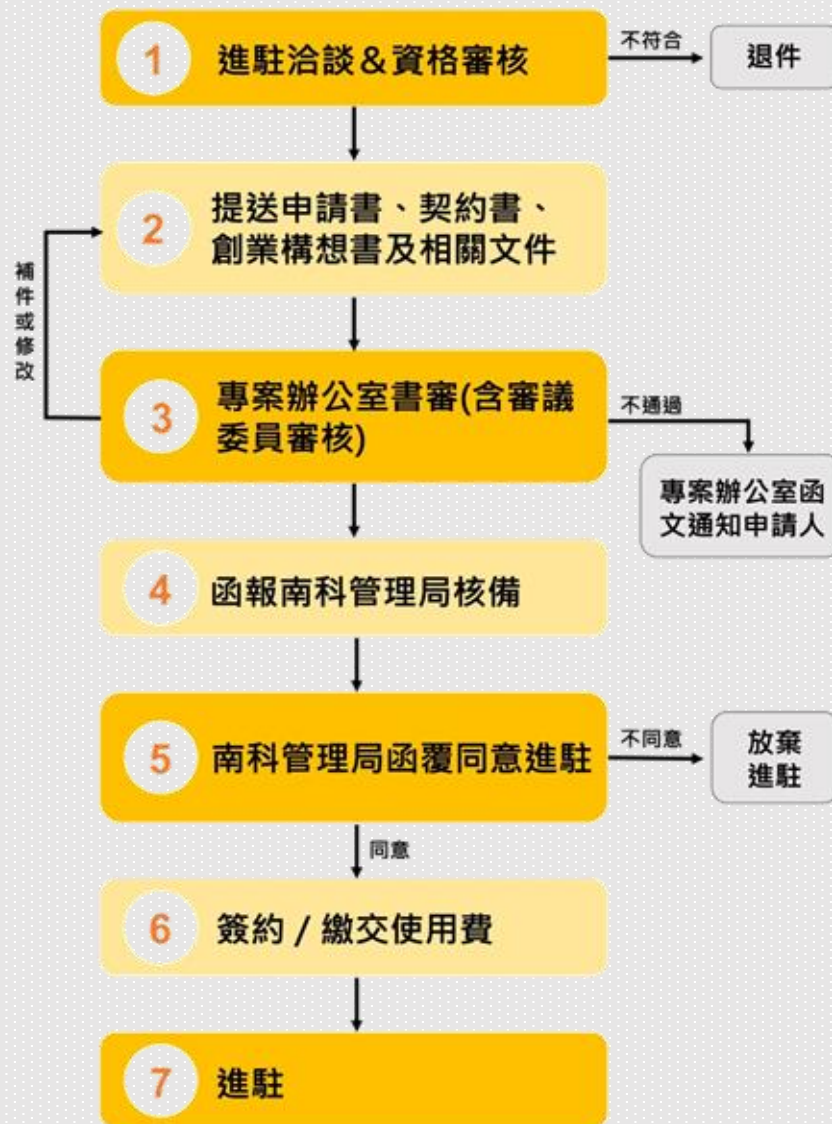 1
進駐洽談&資格審核
不符合
退件
2
提送申請書、契約書、
創業構想書及相關文件
補件或修改
3
專案辦公室書審(含審議
委員審核)
不通過
專案辦公室函
文通知申請人
4
函報南科管理局核備
5
南科管理局函覆同意進駐
不同意
放棄
進駐
同意
6
簽約 / 繳交使用費
7
進駐